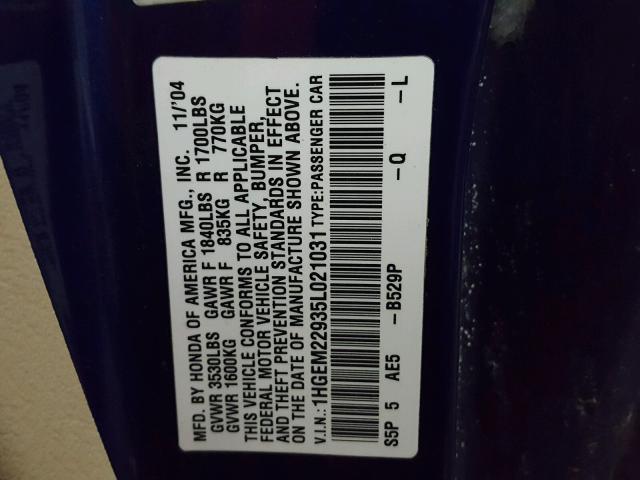 MFD. BY HONDA OF AMERICA MFG., INC. 11/'04
GVWR 3530LBS GAWR F 1840LBS R 1700LBS
GVWR 1600KG GAWR F 835KG R 770KG
THIS VEHICLE CONFORMS TO ALL APPLICABLE
FEDERAL MOTOR VEHICLE SAFETY, BUMPER,
AND THEFT PREVENTION STANDARDS IN EFFECT
ON THE DATE OF MANUFACTURE SHOWN ABOVE.
V.I.N.:1HGEM22935L021031 TYPE:PASSENGER CAR
S5P 5 AE5 -B529P -Q -L